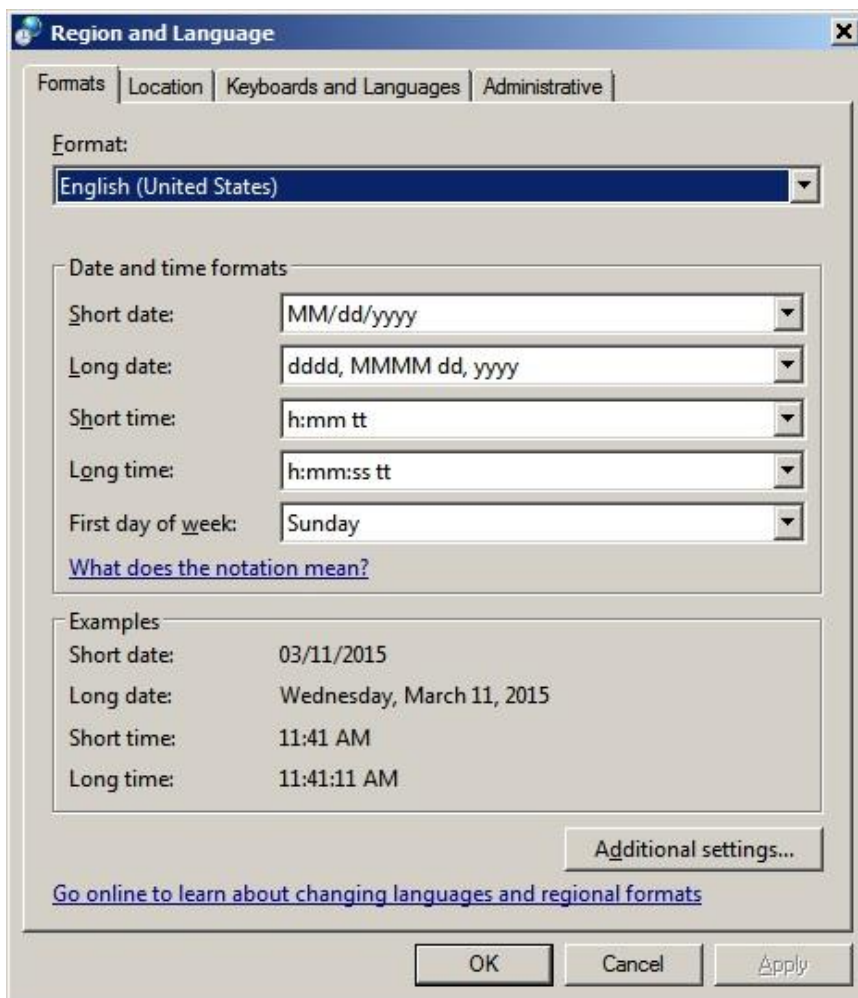 Region and Language
Formats Location Keyboards and Languages Administrative
Format:
English (United States)
Date and time formats
Short date: MM/dd/yyyy
Long date: dddd, MMMM dd, yyyy
Short time: h:mm tt
Long time: h:mm:ss tt
First day of week: Sunday
What does the notation mean?
Examples
Short date: 03/11/2015
Long date: Wednesday, March 11, 2015
Short time: 11:41 AM
Long time: 11:41:11 AM
Additional settings...
Go online to learn about changing languages and regional formats
OK Cancel Apply